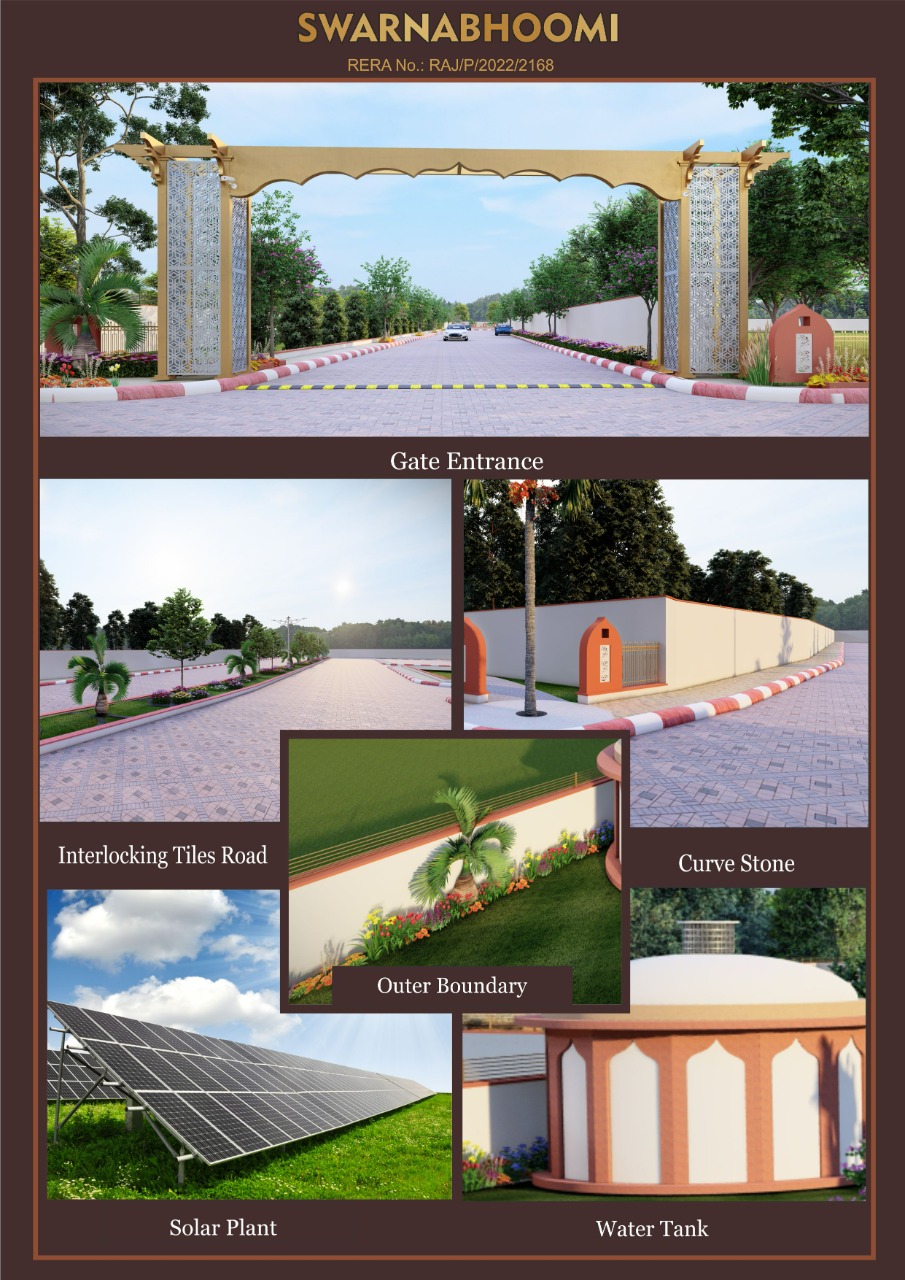 SWARNABHOOMI
RERA No.: RAJ/P/2022/2168
Gate Entrance
Interlocking Tiles Road
Curve Stone
Outer Boundary
Solar Plant
Water Tank